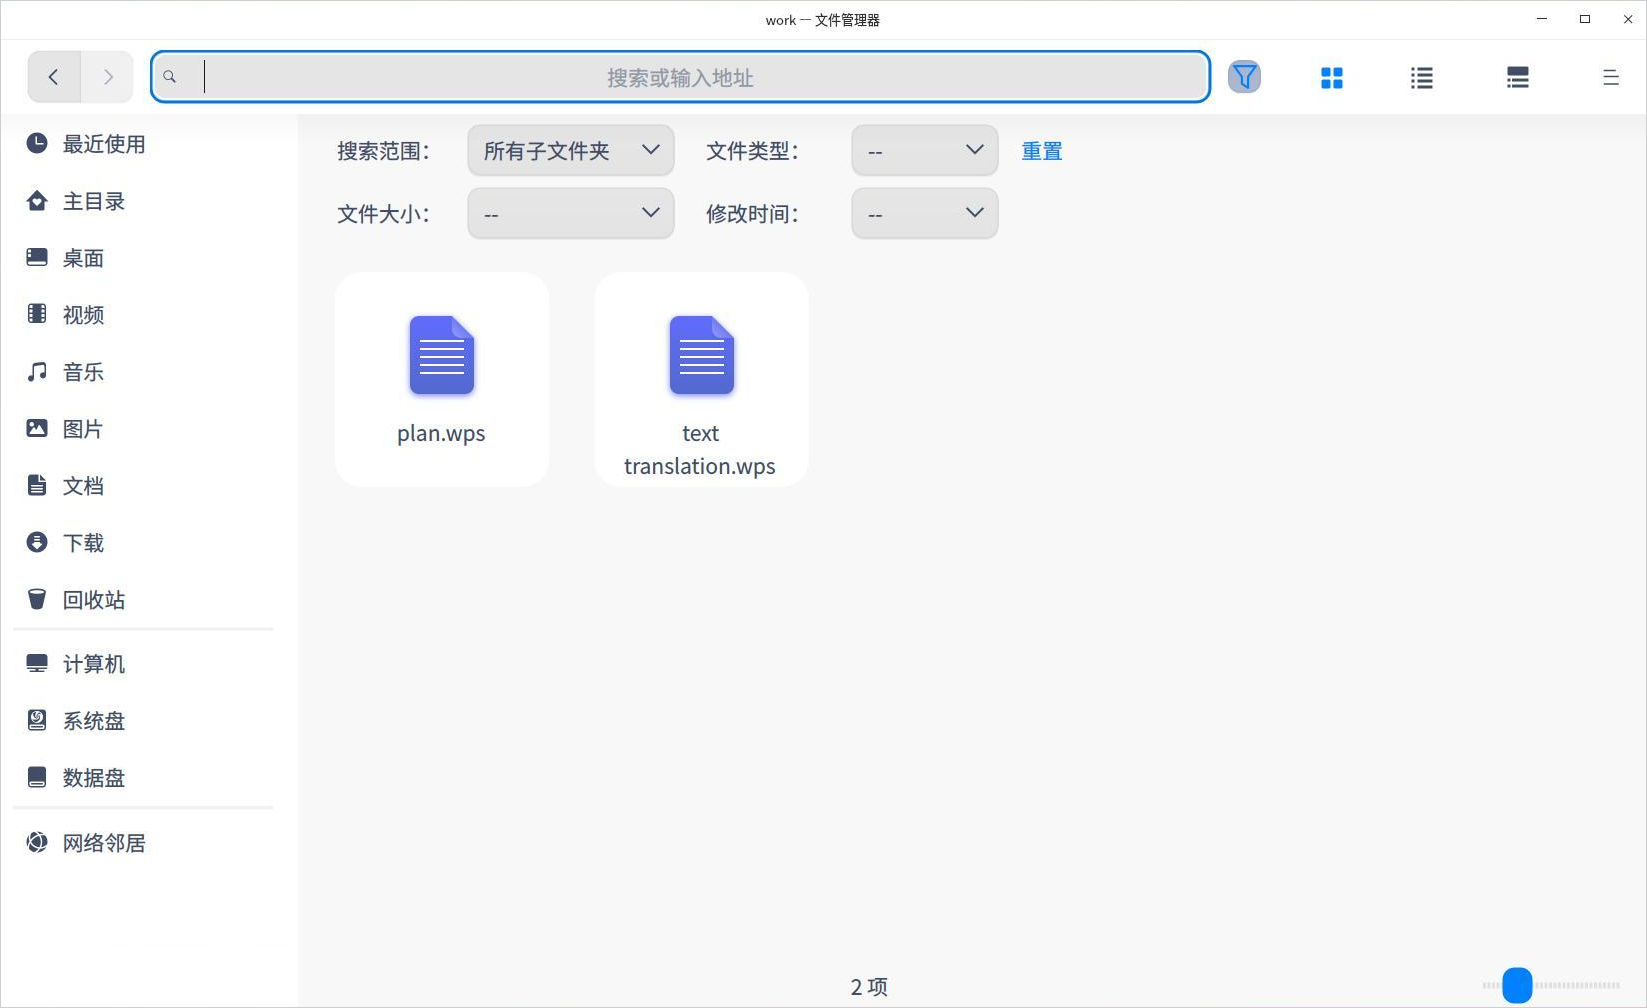 work — 文件管理器
搜索或输入地址
最近使用
主目录
桌面
视频
音乐
图片
文档
下载
回收站
计算机
系统盘
数据盘
网络邻居
搜索范围： 所有子文件夹 文件类型： -- 重置
文件大小： -- 修改时间： --
plan.wps
text
translation.wps
2 项